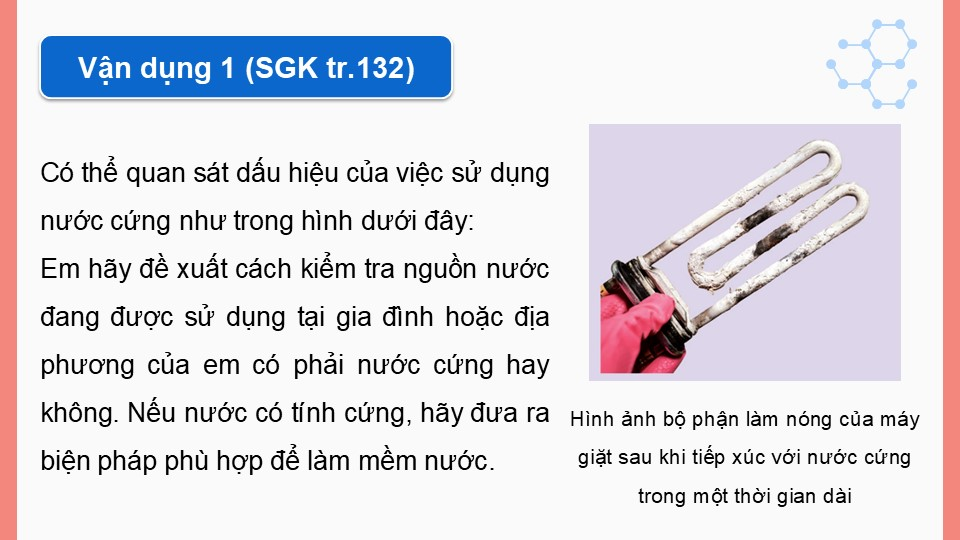 Vận dụng 1 (SGK tr.132)
Có thể quan sát dấu hiệu của việc sử dụng
nước cứng như trong hình dưới đây:
Em hãy đề xuất cách kiểm tra nguồn nước
đang được sử dụng tại gia đình hoặc địa
phương của em có phải nước cứng hay
không. Nếu nước có tính cứng, hãy đưa ra
biện pháp phù hợp để làm mềm nước.
Hình ảnh bộ phận làm nóng của máy
giặt sau khi tiếp xúc với nước cứng
trong một thời gian dài